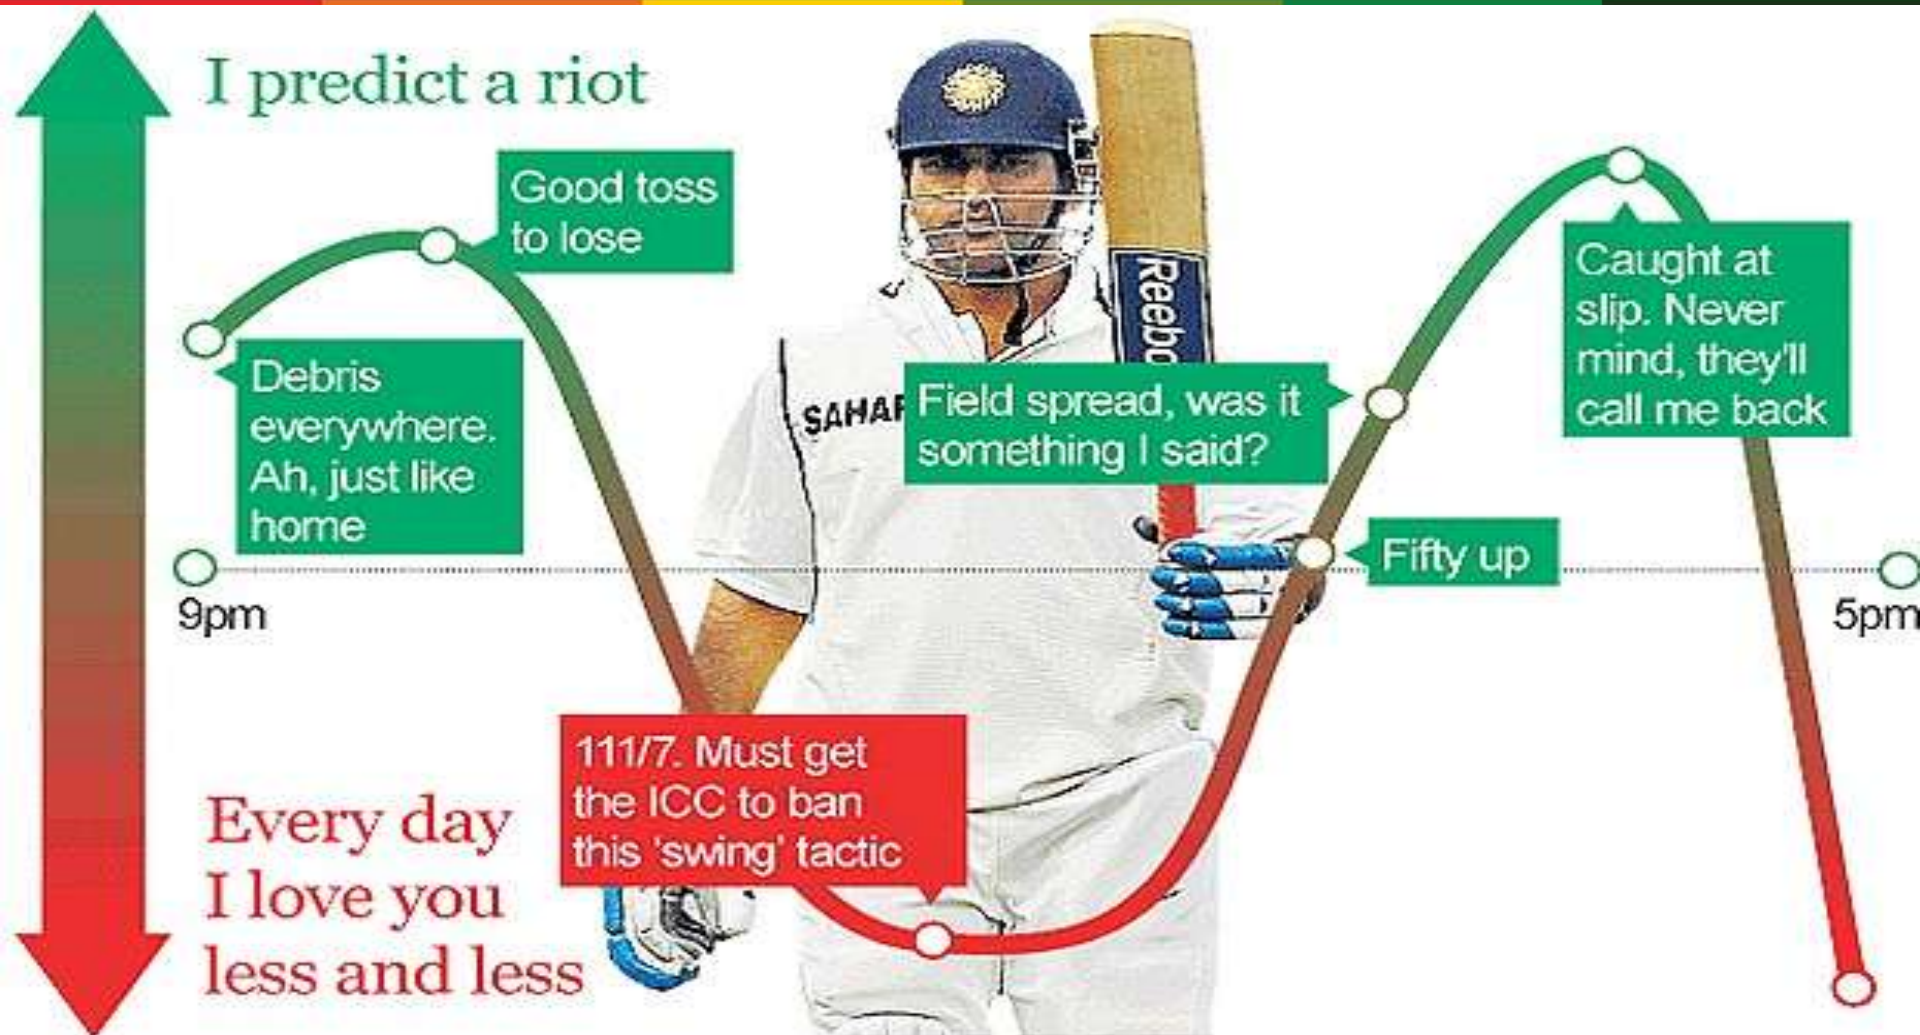 I predict a riot
Good toss
to lose
Debris
everywhere.
Ah, just like
home
9pm
111/7. Must get
the ICC to ban
this 'swing' tactic
Every day
I love you
less and less
SAHAR
Reebo
Field spread, was it
something I said?
Fifty up
Caught at
slip. Never
mind, they'll
call me back
5pm